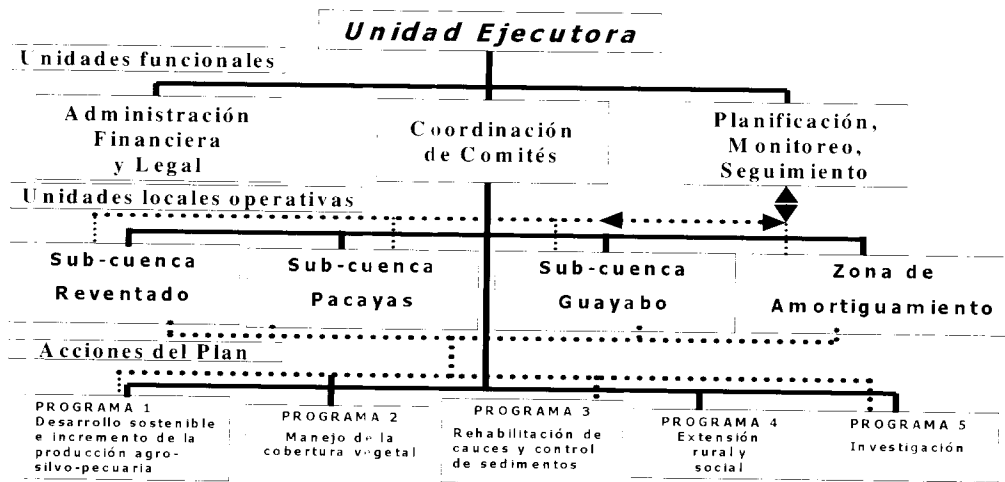 Unidad Ejecutora
Unidades funcionales
Administración
Financiera
y Legal
Coordinación
de Comités
Planificación,
Monitoreo,
Seguimiento
Unidades locales operativas
Sub-cuenca
Reventado
Sub-cuenca
Pacayas
Sub-cuenca
Guayabo
Zona de
Amortiguamiento
Acciones del Plan
PROGRAMA 1
Desarrollo sostenible
e incremento de la
producción agro-
silvo-pecuaria
PROGRAMA 2
Manejo de la
cobertura vegetal
PROGRAMA 3
Rehabilitación de
cauces y control
de sedimentos
PROGRAMA 4
Extensión
rural y
social
PROGRAMA 5
Investigación